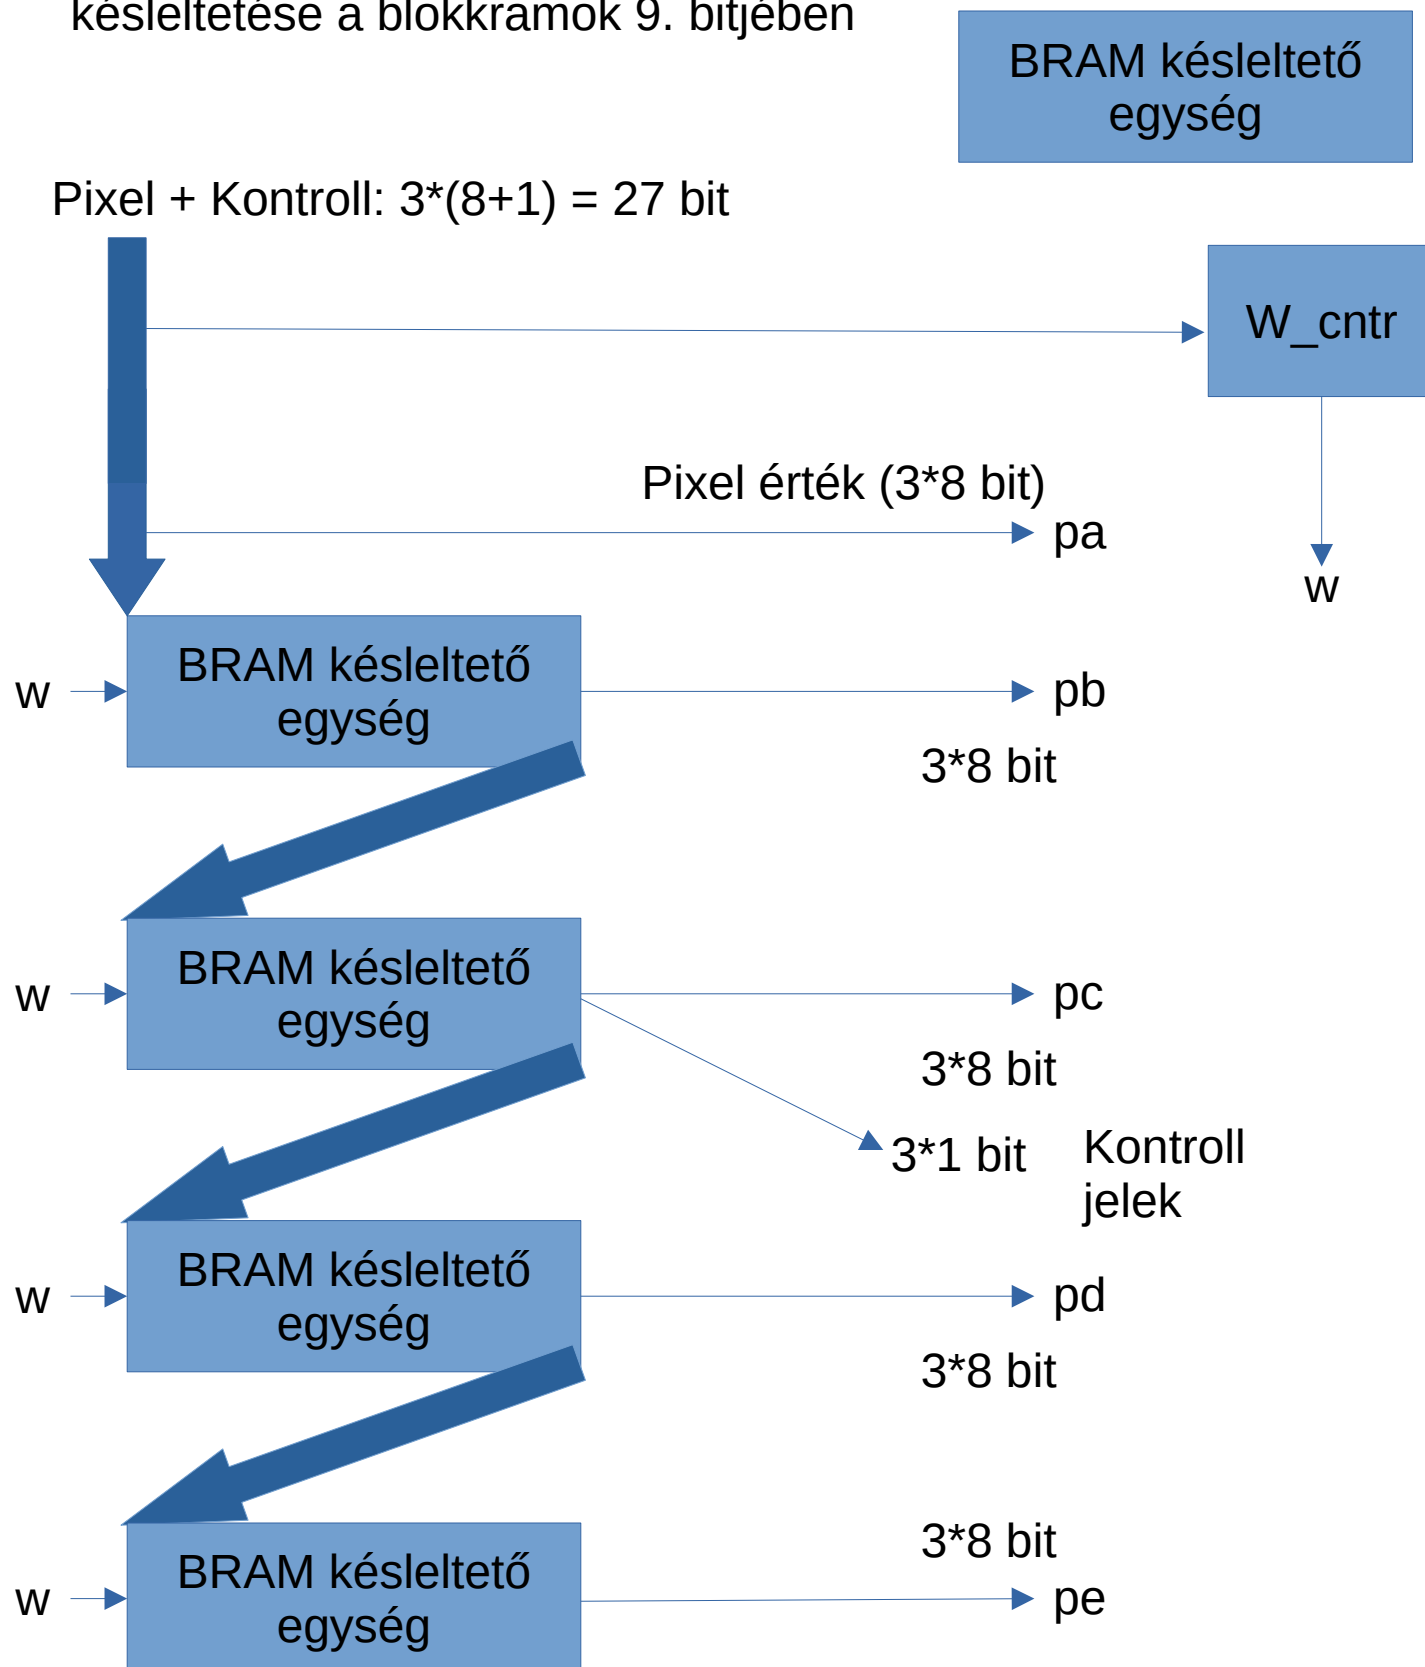 késleltetése a blokkramok 9. bitjében
BRAM késleltető
egység
Pixel + Kontroll: 3*(8+1) = 27 bit
W_cntr
Pixel érték (3*8 bit)
pa
w
BRAM késleltető
egység
w
pb
3*8 bit
BRAM késleltető
egység
w
pc
3*8 bit
3*1 bit
Kontroll
jelek
BRAM késleltető
egység
w
pd
3*8 bit
3*8 bit
BRAM késleltető
egység
w
pe